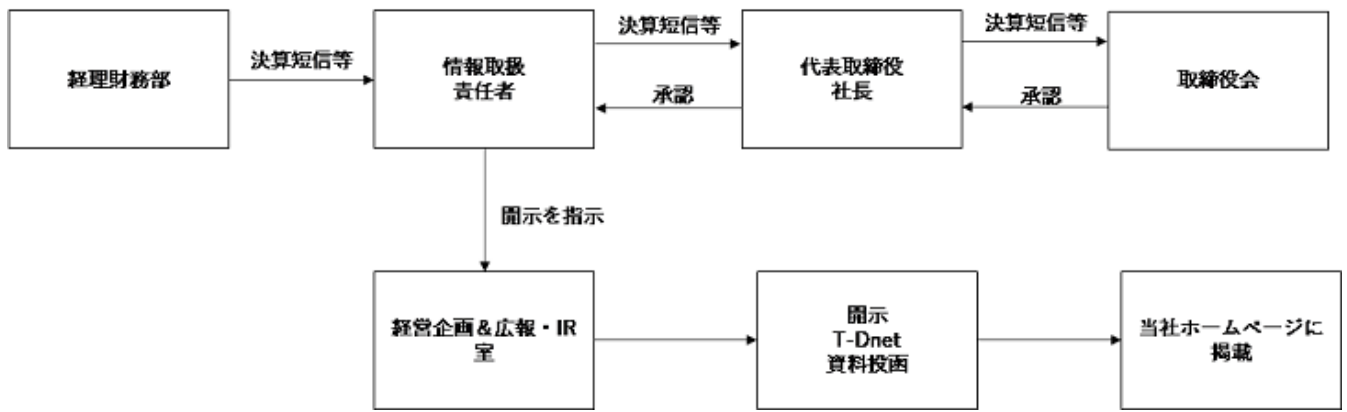 経理財務部
決算短信等
情報取扱
責任者
決算短信等
承認
代表取締役
社長
決算短信等
承認
取締役会
開示を指示
経営企画＆広報・IR
室
開示
T-Dnet
資料投函
当社ホームページに
掲載